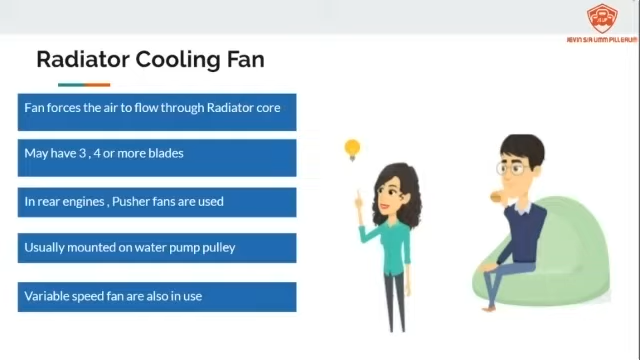 Radiator Cooling Fan
Fan forces the air to flow through Radiator core
May have 3 , 4 or more blades
In rear engines , Pusher fans are used
Usually mounted on water pump pulley
Variable speed fan are also in use